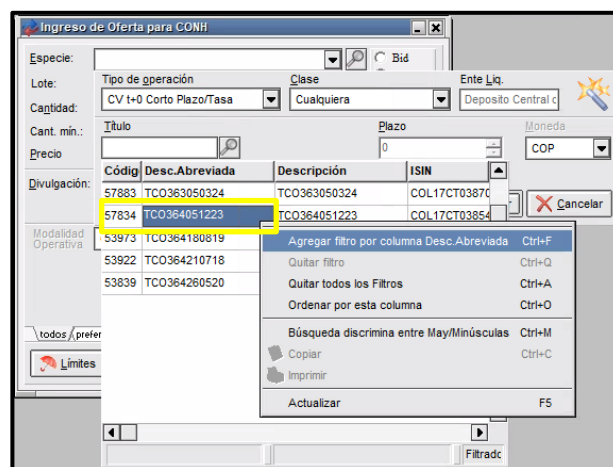 Ingreso de Oferta para CONH
Especie:
Bid
Lote:
Cantidad:
Cant. mín.:
Precio
Divulgación:
Modalidad
Operativa
todos
Límites
Tipo de operación Clase Ente Liq.
CV t+0 Corto Plazo/Tasa Cualquiera Deposito Central
Título Plazo Moneda
0 COP
Códig Desc.Abreviada Descripción ISIN
57883 TCO363050324 TCO363050324 COL17CT03870
57834 TCO364051223 TCO364051223 COL17CT03854
53973 TCO364180819
53922 TCO364210718
53839 TCO364260520
Cancelar
Agregar filtro por columna Desc.Abreviada Ctrl+F
Quitar filtro Ctrl+Q
Quitar todos los Filtros Ctrl+A
Ordenar por esta columna Ctrl+O
Búsqueda discrimina entre May/Minúsculas Ctrl+M
Copiar Ctrl+C
Imprimir
Actualizar F5